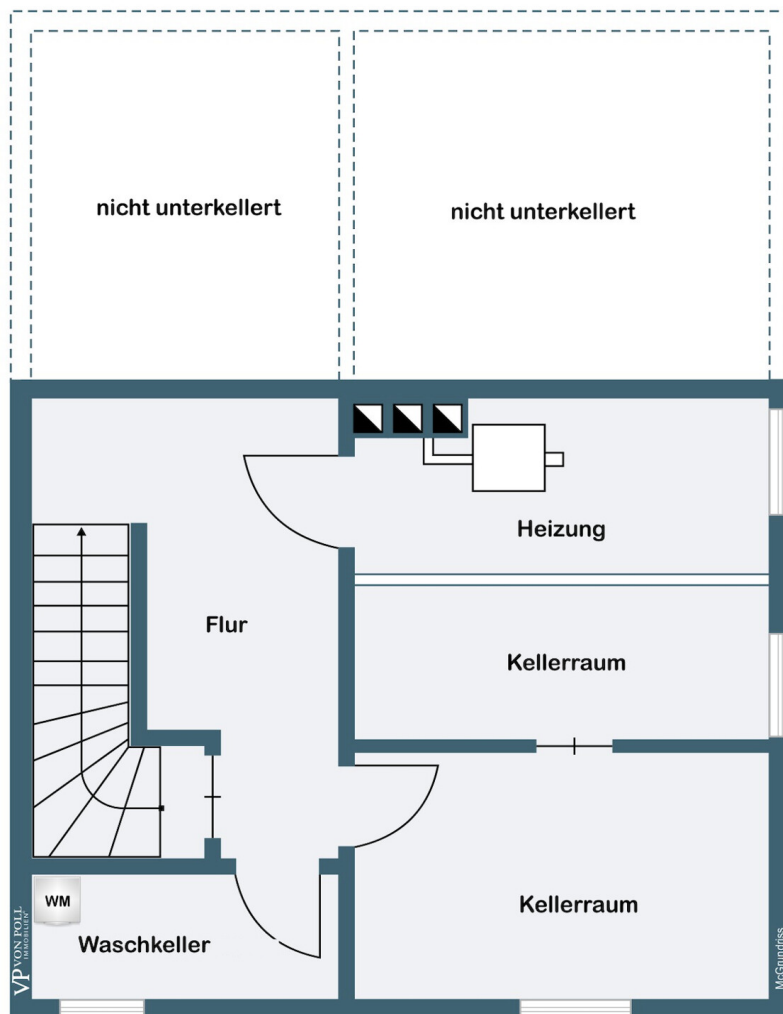 nicht unterkellert
nicht unterkellert
Heizung
Flur
Kellerraum
WM
Kellerraum
Waschkeller
VP VON POLL
IMMOBILIEN
McGrundriss